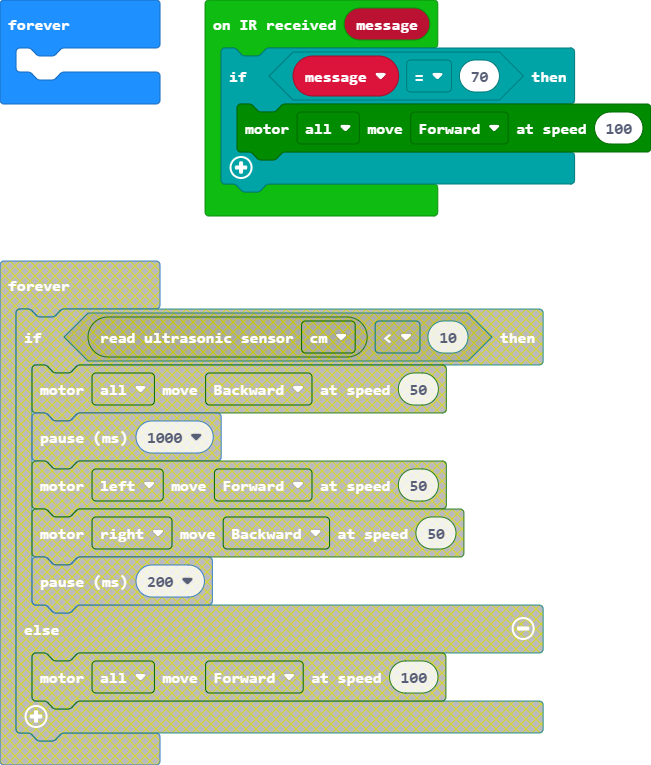 forever
on IR received message
if message = 70 then
motor all move Forward at speed 100
forever
if read ultrasonic sensor cm < 10 then
motor all move Backward at speed 50
pause (ms) 1000
motor left move Forward at speed 50
motor right move Backward at speed 50
pause (ms) 200
else
motor all move Forward at speed 100